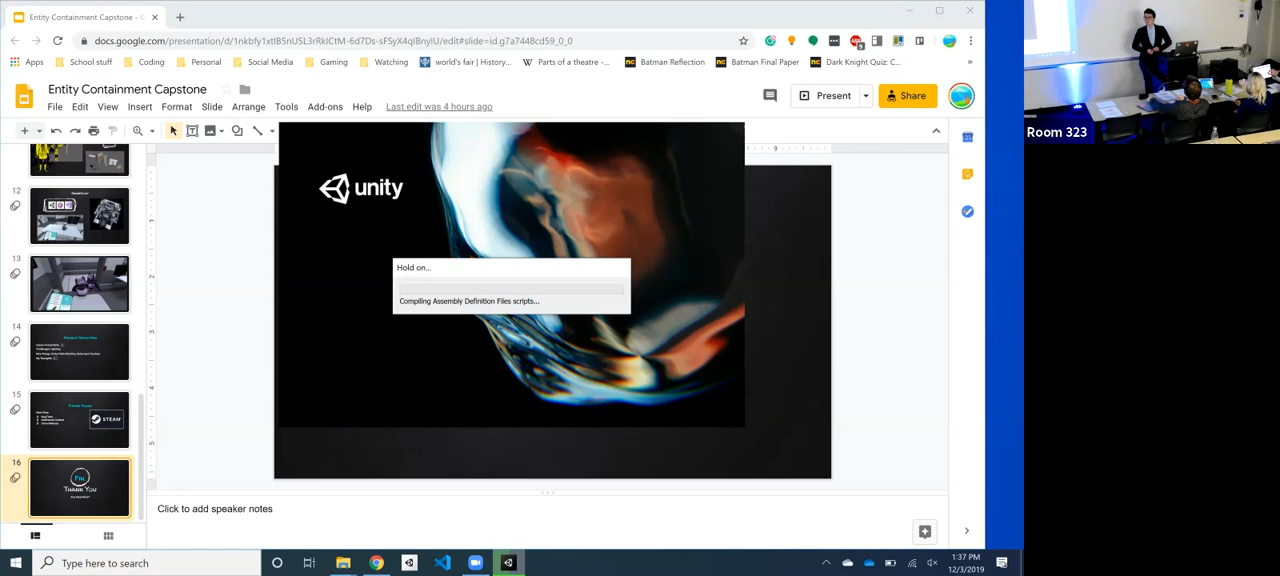 Entity Containment Capstone - G
docs.google.com/presentation/d/1nkbfy1xtIB5nUSL3rRkICtM-6d7Ds-sFSyX4qIBnyIU/edit#slide=id.g7a7448cd59_0_0
Apps
School stuff
Coding
Personal
Social Media
Gaming
Watching
world's fair | History...
Parts of a theatre -...
Batman Reflection
Batman Final Paper
Dark Knight Quiz: C...
»
Entity Containment Capstone
File Edit View Insert Format Slide Arrange Tools Add-ons Help Last edit was 4 hours ago
Present
Share
unity
Hold on...
Compiling Assembly Definition Files scripts...
12
13
14
15
STEAM
16
Thank You
Click to add speaker notes
Type here to search
1:37 PM
12/3/2019
Room 323